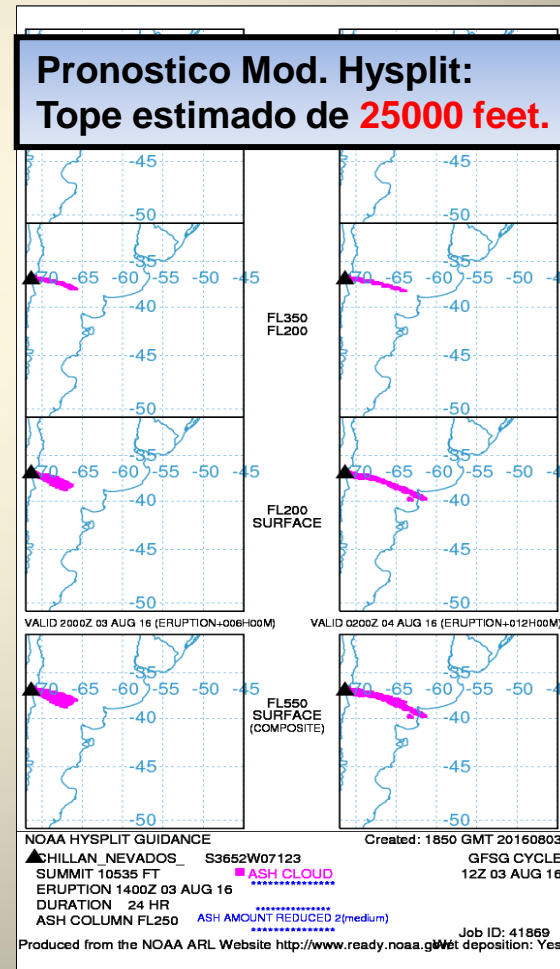 Pronostico Mod. Hysplit:
Tope estimado de 25000 feet.
-45 -45
-50 -50
-35 -35
-70 -65 -60 -55 -50 -45 -70 -65 -60 -55 -50 -4
-40 -40
FL350
FL200
-45 -45
-50 -50
-35 -35
-70 -65 -60 -55 -50 -45 -70 -65 -60 -55 -50 -4
-40 -40
FL200
SURFACE
-45 -45
-50 -50
VALID 2000Z 03 AUG 16 (ERUPTION+006H00M) VALID 0200Z 04 AUG 16 (ERUPTION+012H00M)
-35 -35
-70 -65 -60 -55 -50 -45 -70 -65 -60 -55 -50 -4
FL550
SURFACE
(COMPOSITE)
-40 -40
-45 -45
-50 -50
NOAA HYSPLIT GUIDANCE Created: 1850 GMT 20160803
CHILLAN_NEVADOS_ S3652W07123 GFSG CYCLE
SUMMIT 10535 FT ASH CLOUD 12Z 03 AUG 16
ERUPTION 1400Z 03 AUG 16 ***************
DURATION 24 HR ***************
ASH COLUMN FL250 ASH AMOUNT REDUCED 2(medium)
*************** Job ID: 41869
Produced from the NOAA ARL Website http://www.ready.noaa.gov Wet deposition: Yes